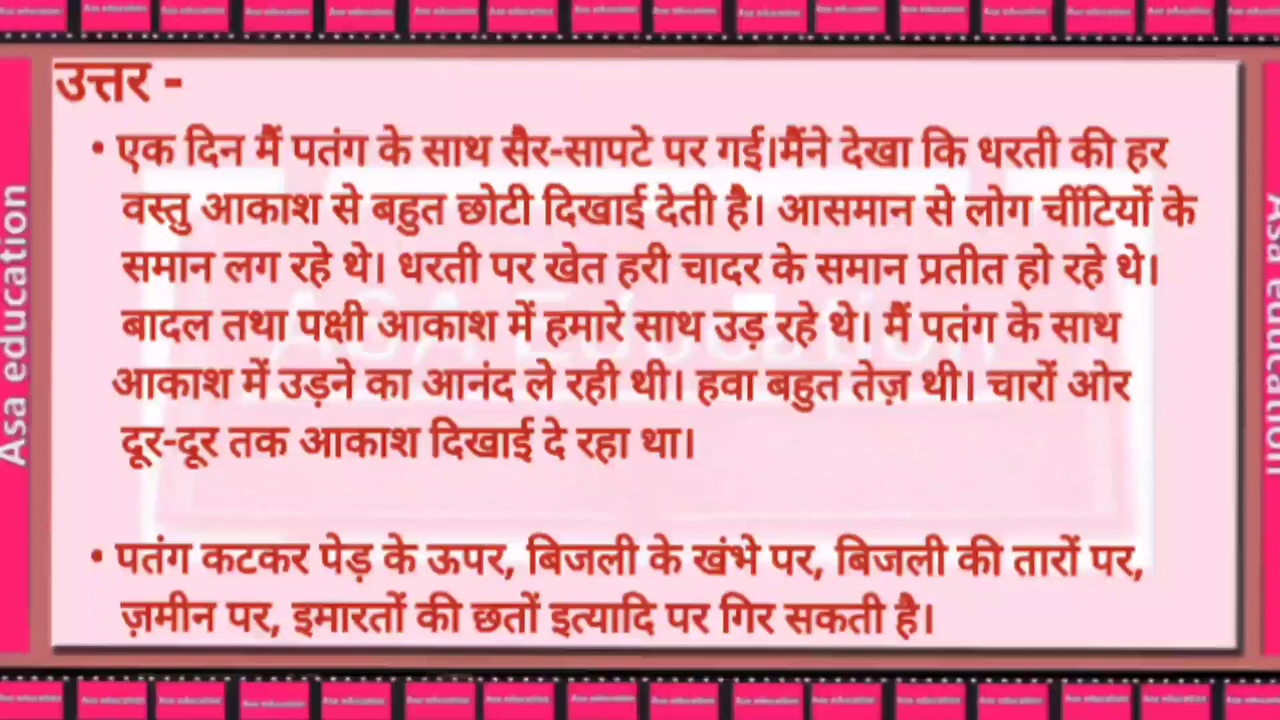 उत्तर -
• एक दिन मैं पतंग के साथ सैर-सापटे पर गई।मैंने देखा कि धरती की हर
वस्तु आकाश से बहुत छोटी दिखाई देती है। आसमान से लोग चींटियों के
समान लग रहे थे। धरती पर खेत हरी चादर के समान प्रतीत हो रहे थे।
बादल तथा पक्षी आकाश में हमारे साथ उड़ रहे थे। मैं पतंग के साथ
आकाश में उड़ने का आनंद ले रही थी। हवा बहुत तेज़ थी। चारों ओर
दूर-दूर तक आकाश दिखाई दे रहा था।
• पतंग कटकर पेड़ के ऊपर, बिजली के खंभे पर, बिजली की तारों पर,
ज़मीन पर, इमारतों की छतों इत्यादि पर गिर सकती है।
Asa education
Asa education
ASA Education